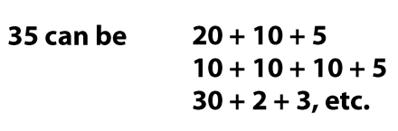 35 can be 20 + 10 + 5
10 + 10 + 10 + 5
30 + 2 + 3, etc.